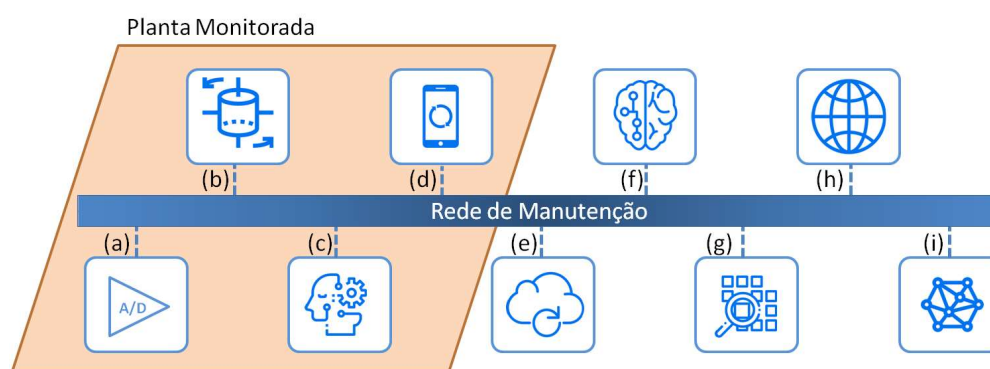 Planta Monitorada
(b) (d) (f) (h)
Rede de Manutenção
(a) (c) (e) (g) (i)
A/D